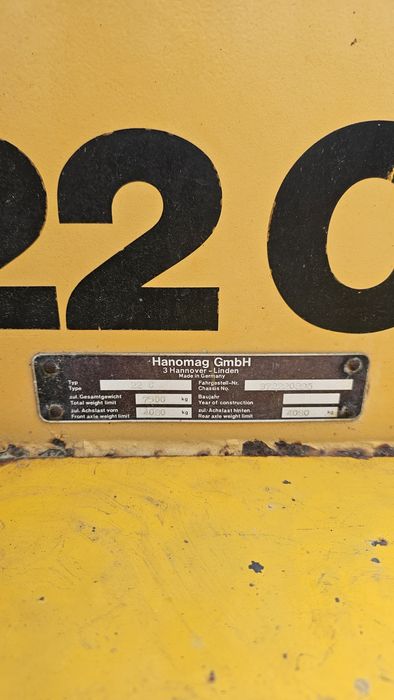 22 C
Hanomag GmbH
3 Hannover-Linden
Made in Germany
Typ
Type
22 C
Fahrgestell-Nr.
Chassis No.
zul. Gesamtgewicht
Total weight limit
7500 kg
Baujahr
Year of construction
zul. Achslast vorn
Front axle weight limit
kg
zul. Achslast hinten
Rear axle weight limit
kg